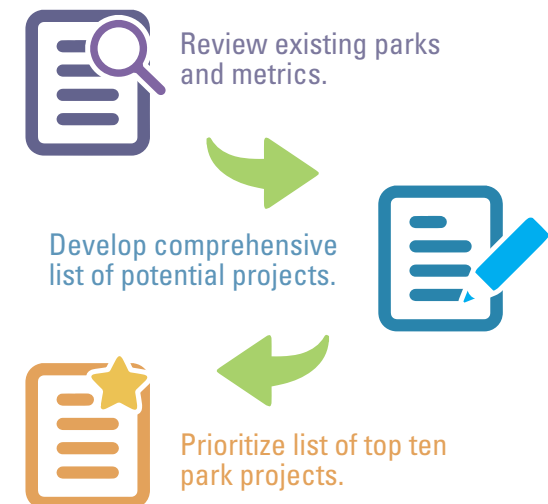 Review existing parks
and metrics.
Develop comprehensive
list of potential projects.
Prioritize list of top ten
park projects.